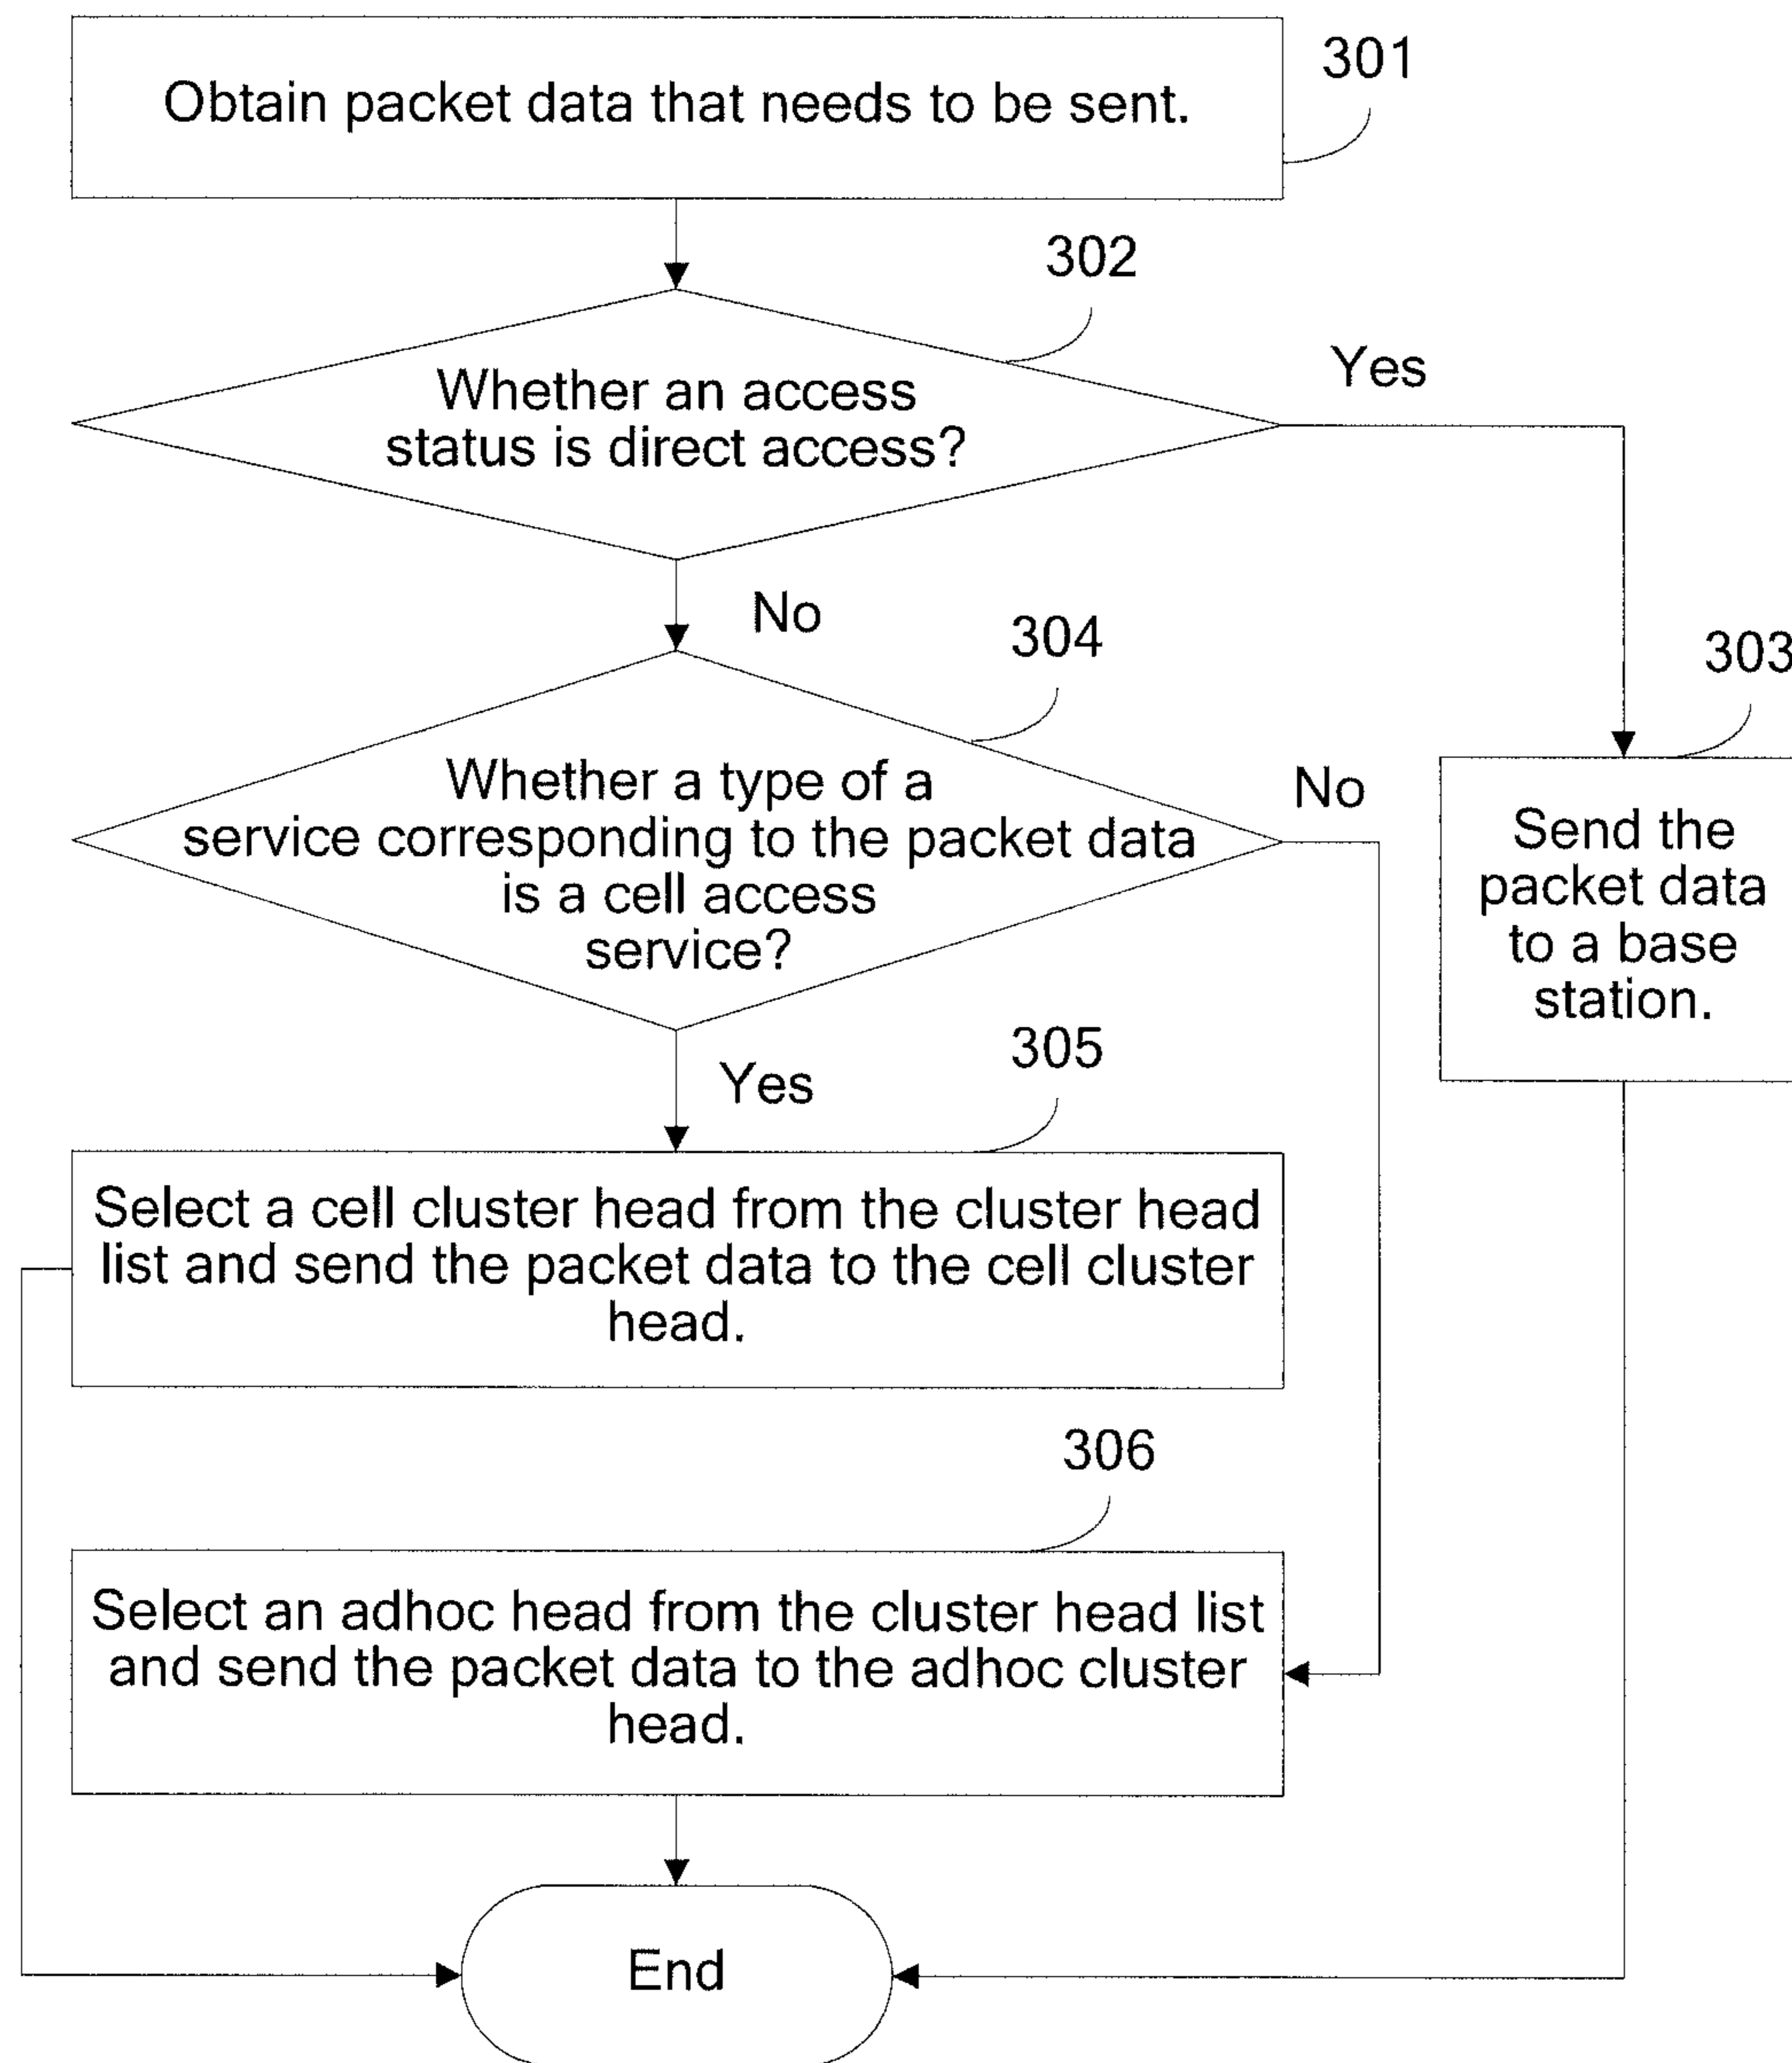 Obtain packet data that needs to be sent.
301
302
Whether an access
status is direct access?
Yes
No
304
303
Whether a type of a
service corresponding to the packet data
is a cell access
service?
No
Send the
packet data
to a base
station.
Yes
305
Select a cell cluster head from the cluster head
list and send the packet data to the cell cluster
head.
306
Select an adhoc head from the cluster head list
and send the packet data to the adhoc cluster
head.
End